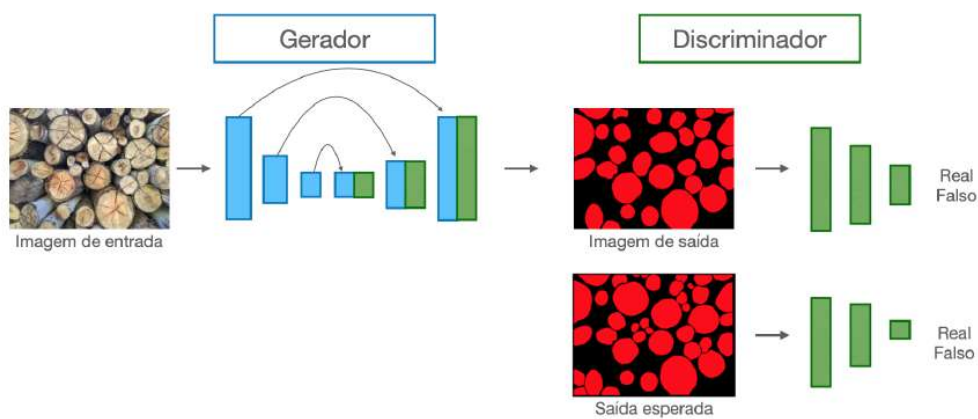 Gerador
Discriminador
Imagem de entrada
Imagem de saída
Real
Falso
Saída esperada
Real
Falso